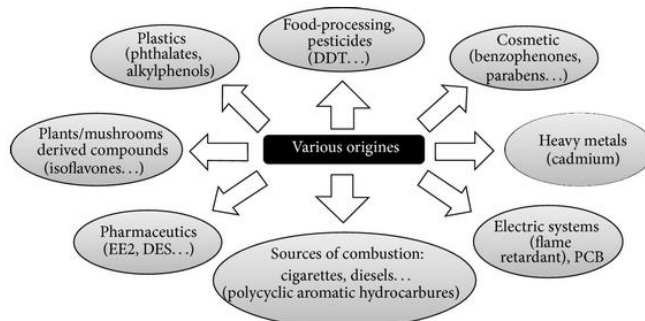 Food-processing,
pesticides
(DDT...)
Plastics
(phthalates,
alkylphenols)
Cosmetic
(benzophenones,
parabens...)
Plants/mushrooms
derived compounds
(isoflavones...)
Various origines
Heavy metals
(cadmium)
Pharmaceutics
(EE2, DES...)
Sources of combustion:
cigarettes, diesels...
(polycyclic aromatic hydrocarbures)
Electric systems
(flame
retardant), PCB